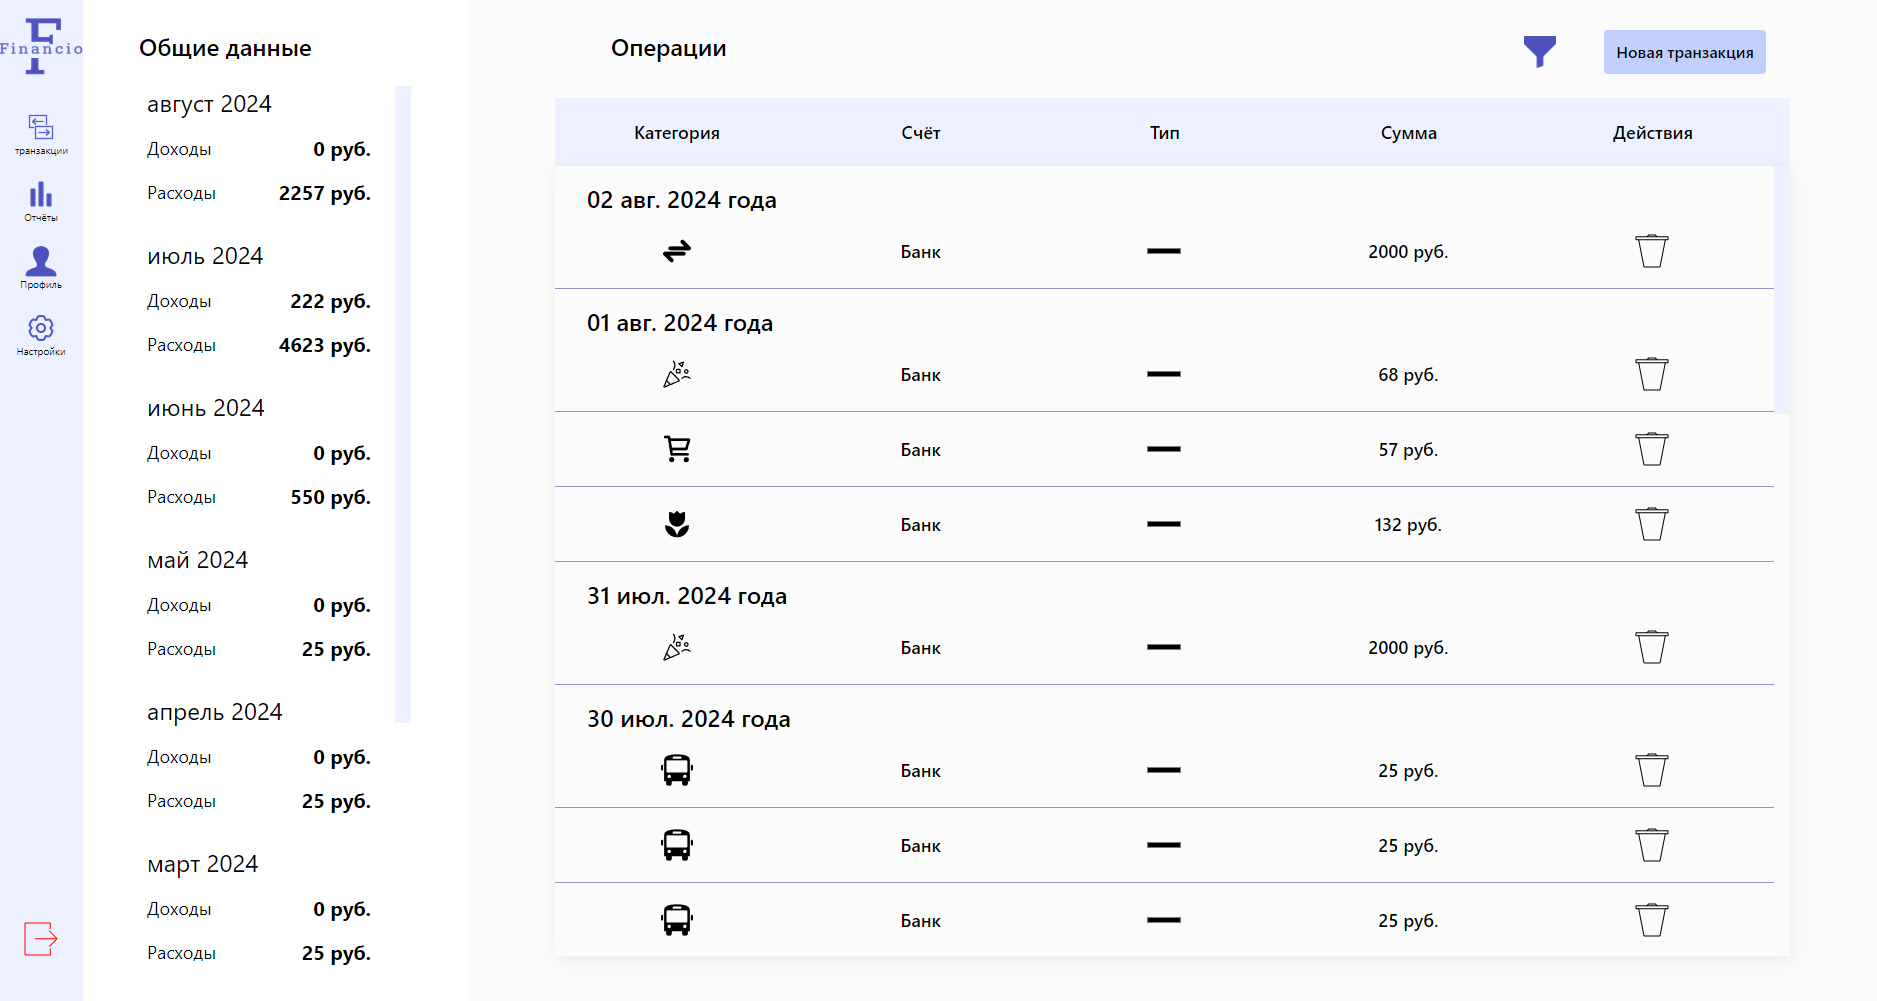 Financio
транзакции
Отчёты
Профиль
Настройки
Общие данные
август 2024
Доходы 0 руб.
Расходы 2257 руб.
июль 2024
Доходы 222 руб.
Расходы 4623 руб.
июнь 2024
Доходы 0 руб.
Расходы 550 руб.
май 2024
Доходы 0 руб.
Расходы 25 руб.
апрель 2024
Доходы 0 руб.
Расходы 25 руб.
март 2024
Доходы 0 руб.
Расходы 25 руб.
Операции
Новая транзакция
Категория Счёт Тип Сумма Действия
02 авг. 2024 года
Банк 2000 руб.
01 авг. 2024 года
Банк 68 руб.
Банк 57 руб.
Банк 132 руб.
31 июл. 2024 года
Банк 2000 руб.
30 июл. 2024 года
Банк 25 руб.
Банк 25 руб.
Банк 25 руб.